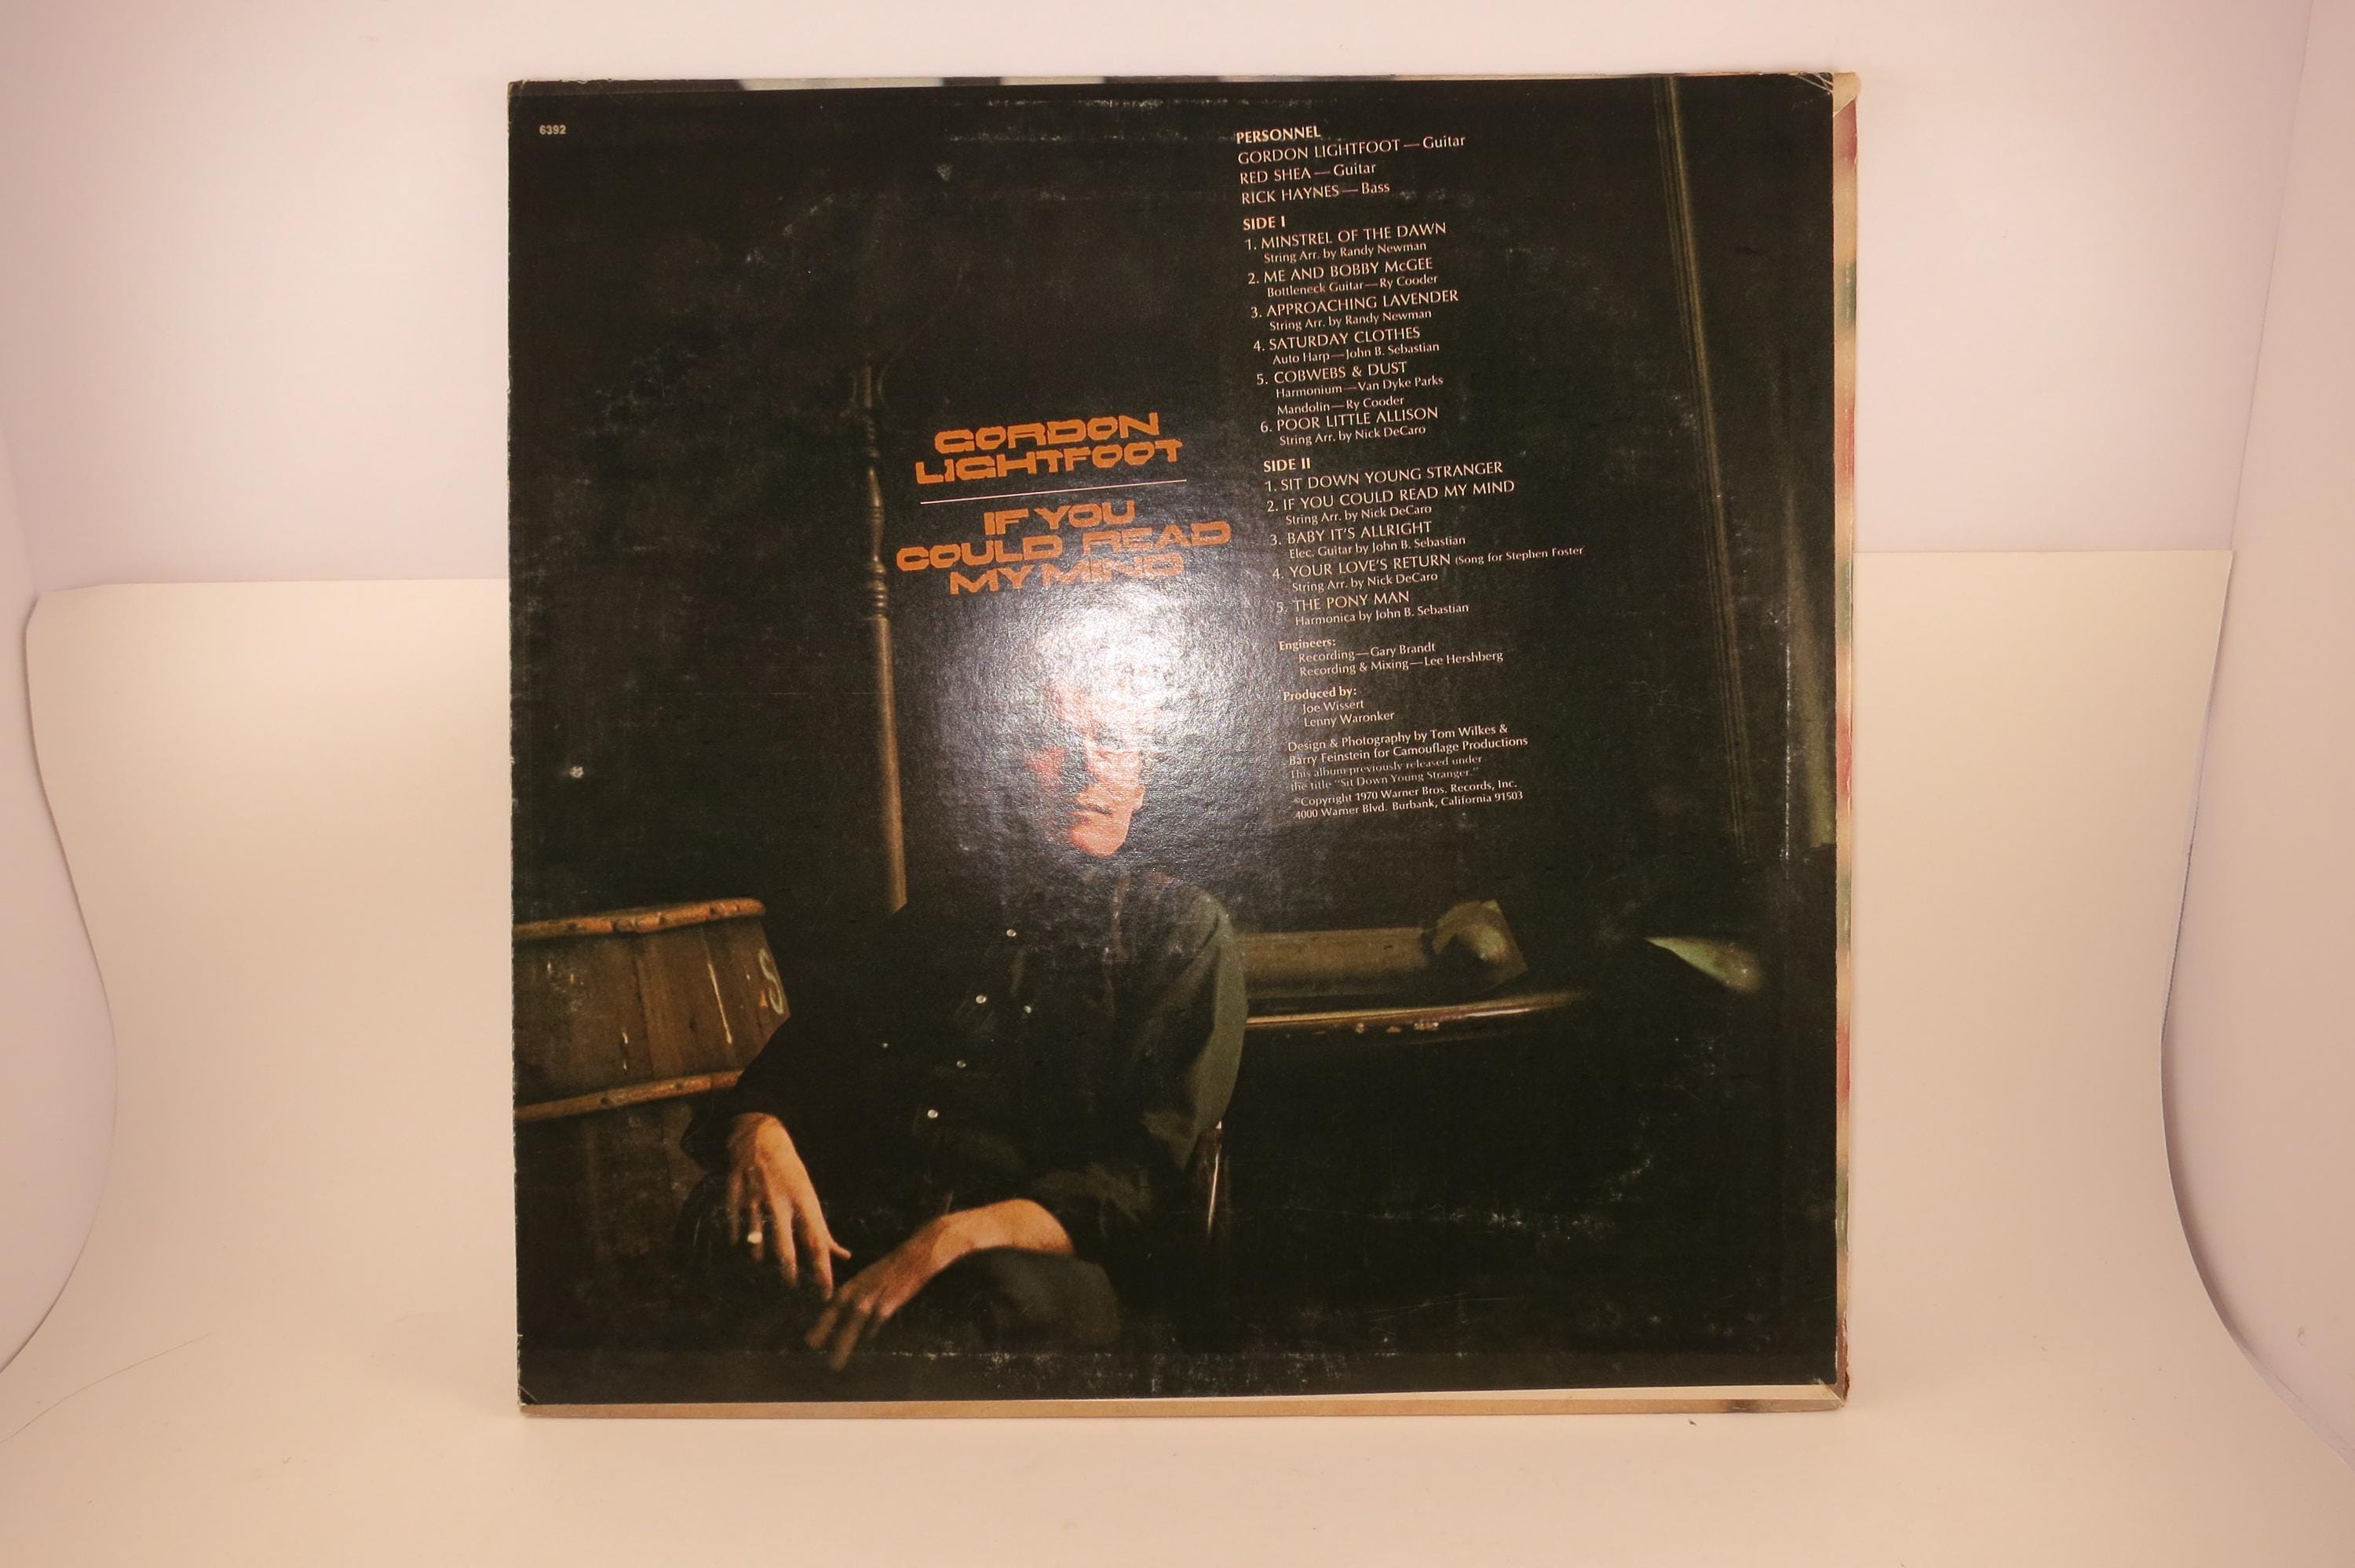 6392
GORDON
LIGHTFOOT
IF YOU
COULD READ
MY MIND
PERSONNEL
GORDON LIGHTFOOT — Guitar
RED SHEA — Guitar
RICK HAYNES — Bass
SIDE I
1. MINSTREL OF THE DAWN
String Arr. by Randy Newman
2. ME AND BOBBY McGEE
Bottleneck Guitar—Ry Cooder
3. APPROACHING LAVENDER
String Arr. by Randy Newman
4. SATURDAY CLOTHES
Auto Harp—John B. Sebastian
5. COBWEBS & DUST
Harmonium—Van Dyke Parks
Mandolin—Ry Cooder
6. POOR LITTLE ALLISON
String Arr. by Nick DeCaro
SIDE II
1. SIT DOWN YOUNG STRANGER
2. IF YOU COULD READ MY MIND
String Arr. by Nick DeCaro
3. BABY IT'S ALLRIGHT
Elec. Guitar by John B. Sebastian
4. YOUR LOVE'S RETURN (Song for Stephen Foster
String Arr. by Nick DeCaro
5. THE PONY MAN
Harmonica by John B. Sebastian
Engineers:
Recording—Gary Brandt
Recording & Mixing—Lee Hershberg
Produced by:
Joe Wissert
Lenny Waronker
Design & Photography by Tom Wilkes &
Barry Feinstein for Camouflage Productions
This album previously released under
the title "Sit Down Young Stranger."
©Copyright 1970 Warner Bros. Records, Inc.
4000 Warner Blvd. Burbank, California 91503
S